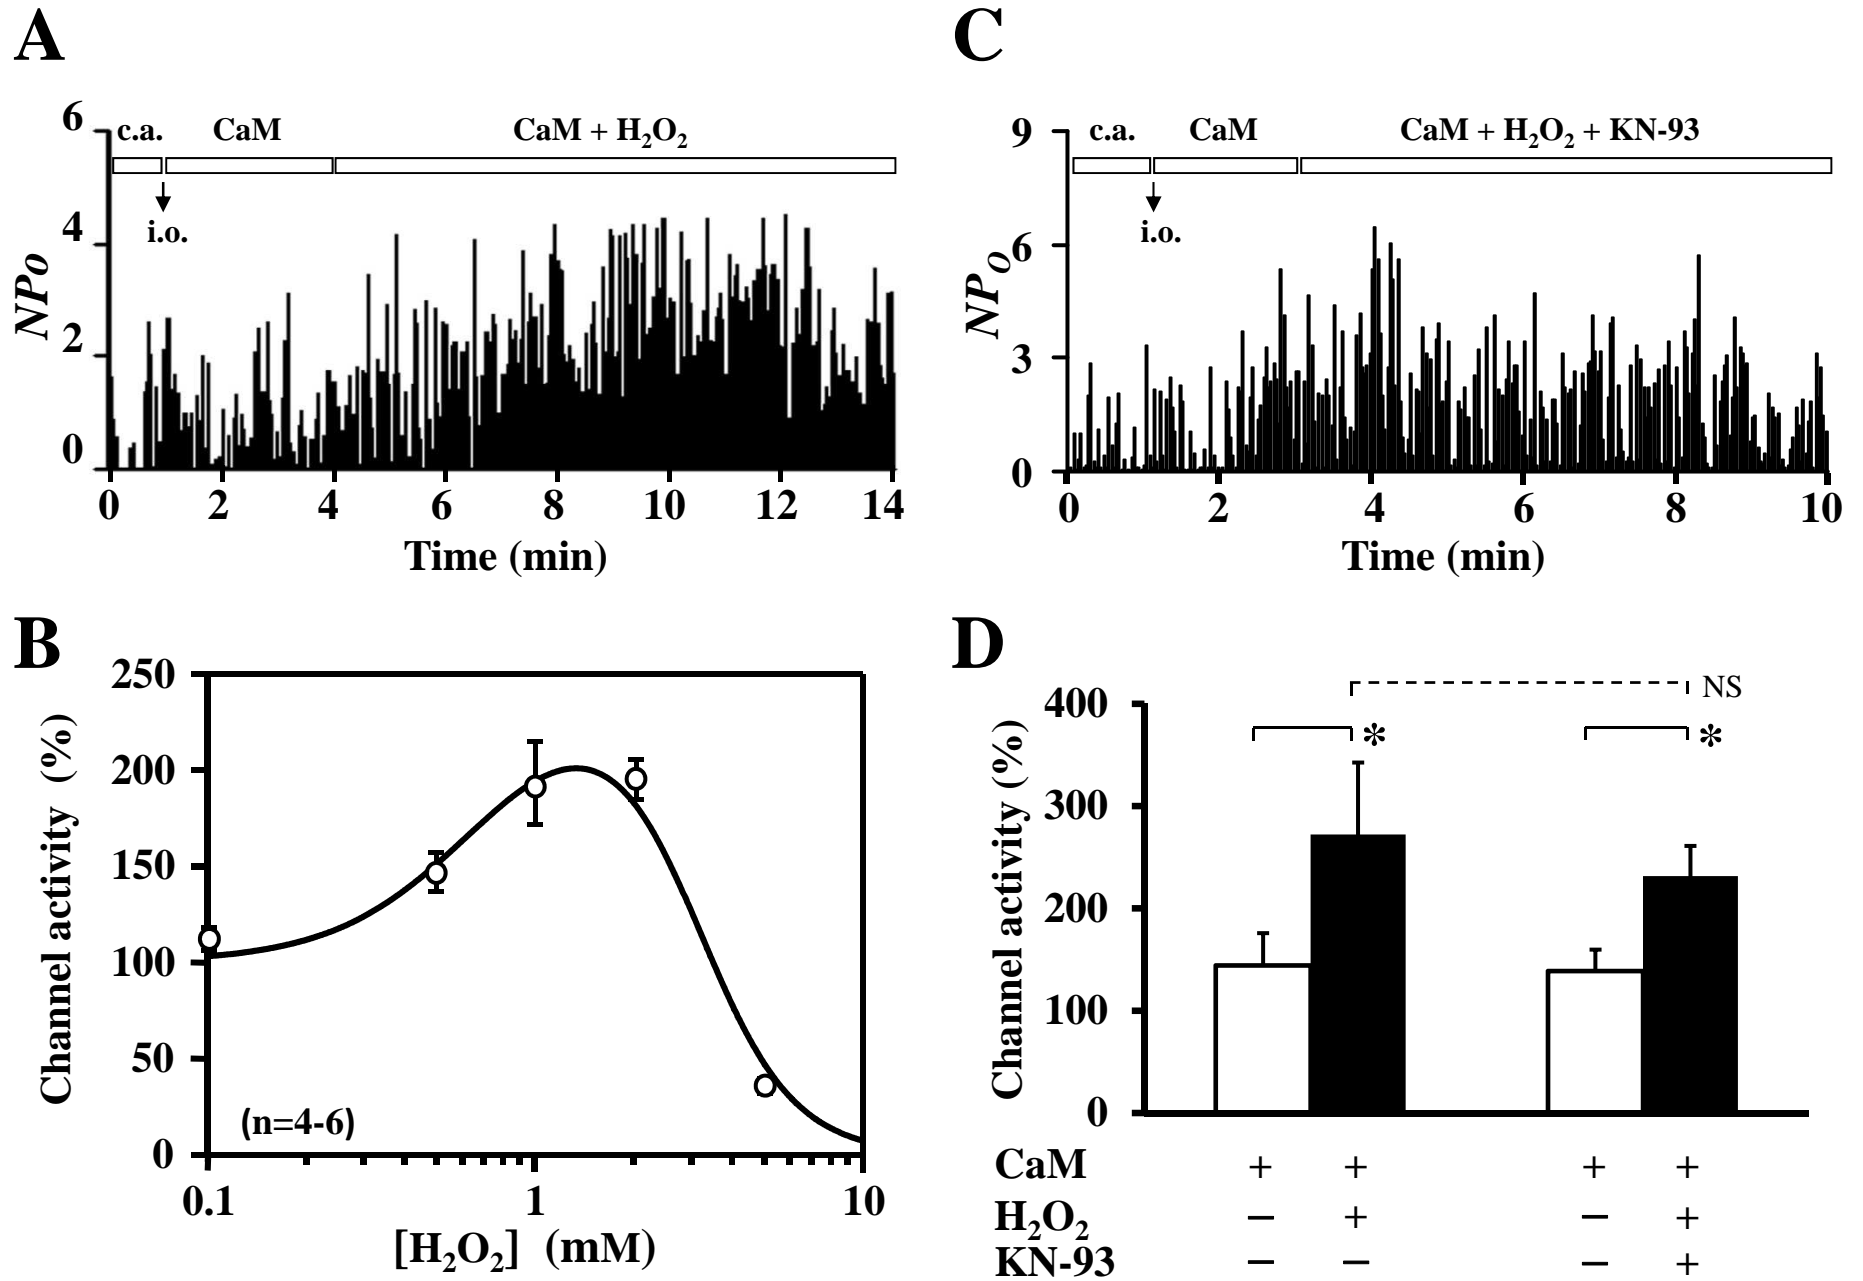 A
6
c.a.
CaM
CaM + H₂O₂
i.o.
4
2
0
NPo
0 2 4 6 8 10 12 14
Time (min)
C
9
c.a.
CaM
CaM + H₂O₂ + KN-93
i.o.
6
3
0
NP_O
0 2 4 6 8 10
Time (min)
B
250
200
150
100
50
0
Channel activity (%)
(n=4-6)
0.1 1 10
[H₂O₂] (mM)
D
NS
400
* *
300
200
100
0
Channel activity (%)
CaM + + + +
H₂O₂ − + − +
KN-93 − − − +